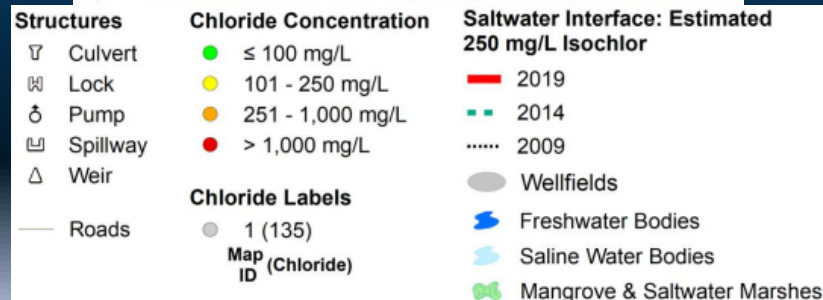 Structures
Culvert
Lock
Pump
Spillway
Weir
Roads
Chloride Concentration
≤ 100 mg/L
101 - 250 mg/L
251 - 1,000 mg/L
> 1,000 mg/L
Chloride Labels
1 (135)
Map
ID (Chloride)
Saltwater Interface: Estimated
250 mg/L Isochlor
2019
2014
2009
Wellfields
Freshwater Bodies
Saline Water Bodies
Mangrove & Saltwater Marshes